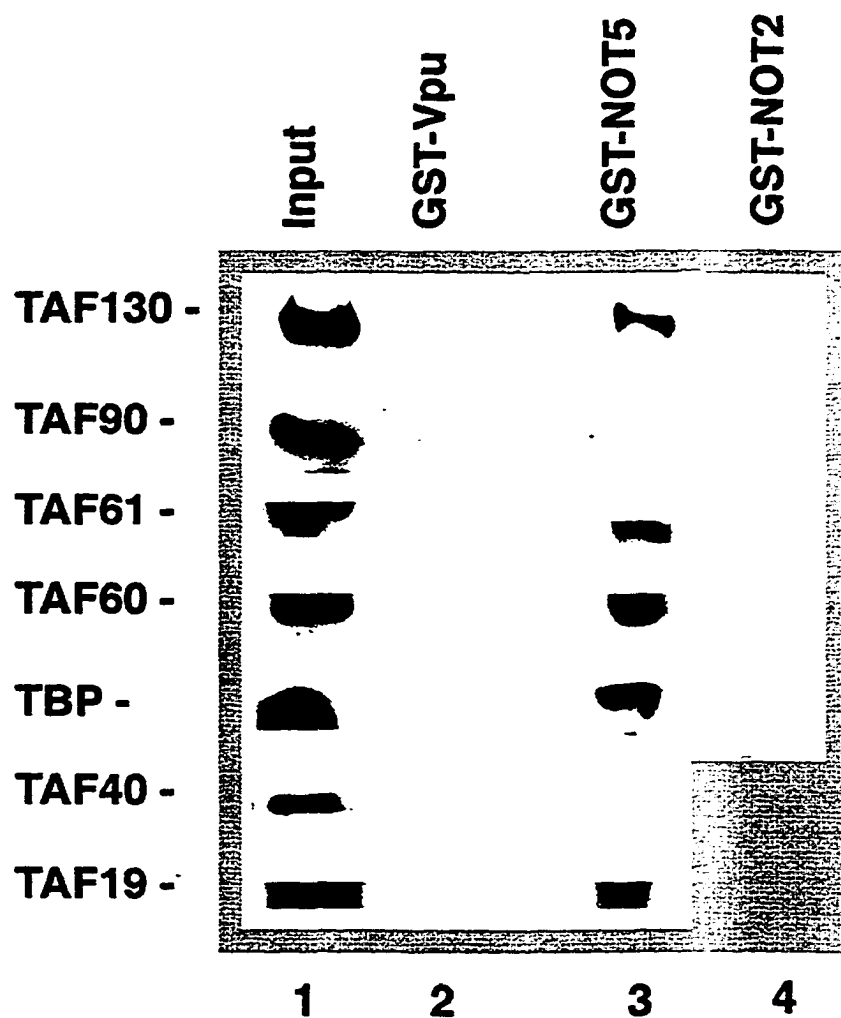 Input
GST-Vpu
GST-NOT5
GST-NOT2
TAF130 -
TAF90 -
TAF61 -
TAF60 -
TBP -
TAF40 -
TAF19 -
1 2 3 4